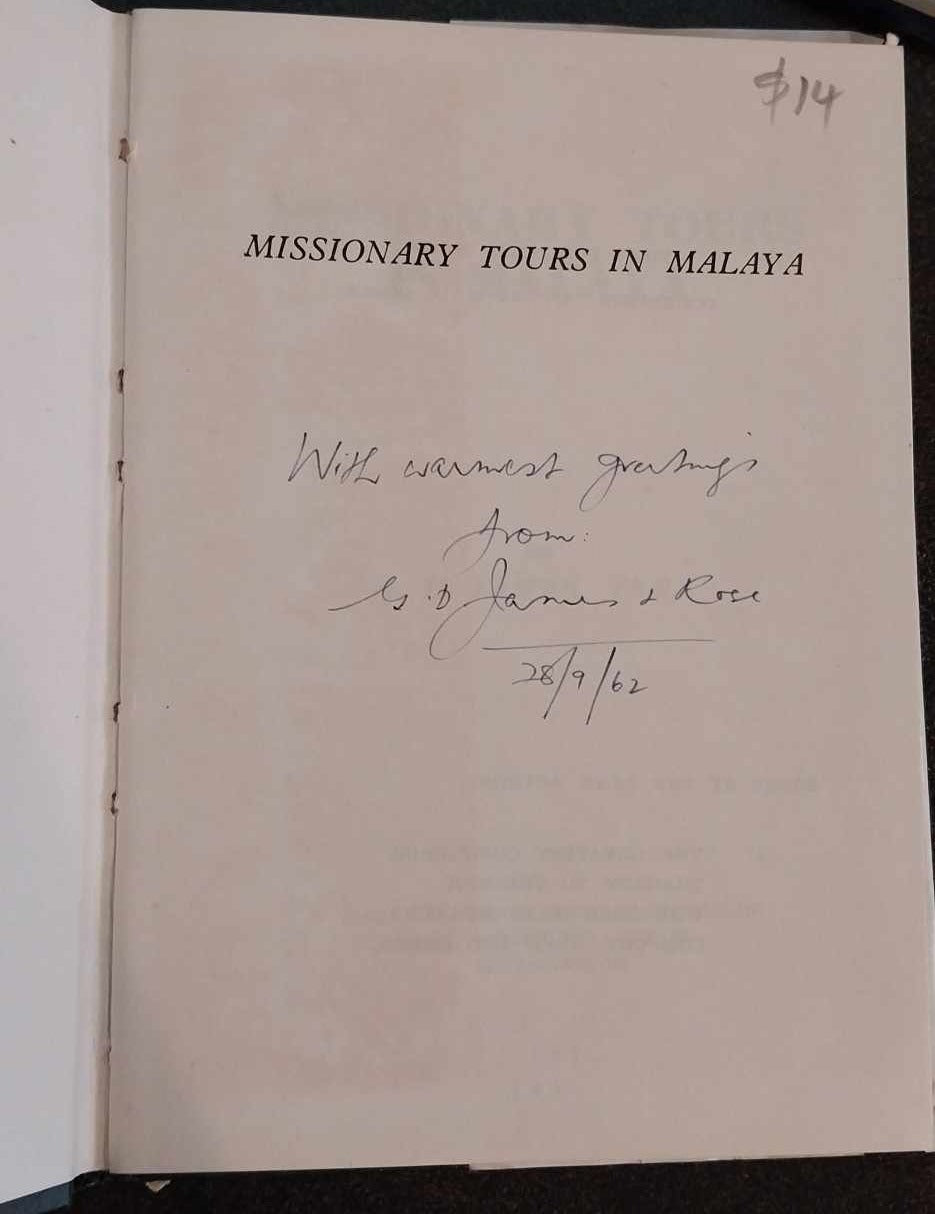 $14
MISSIONARY TOURS IN MALAYA
With warmest greetings
from:
G.D James & Rose
28/9/62